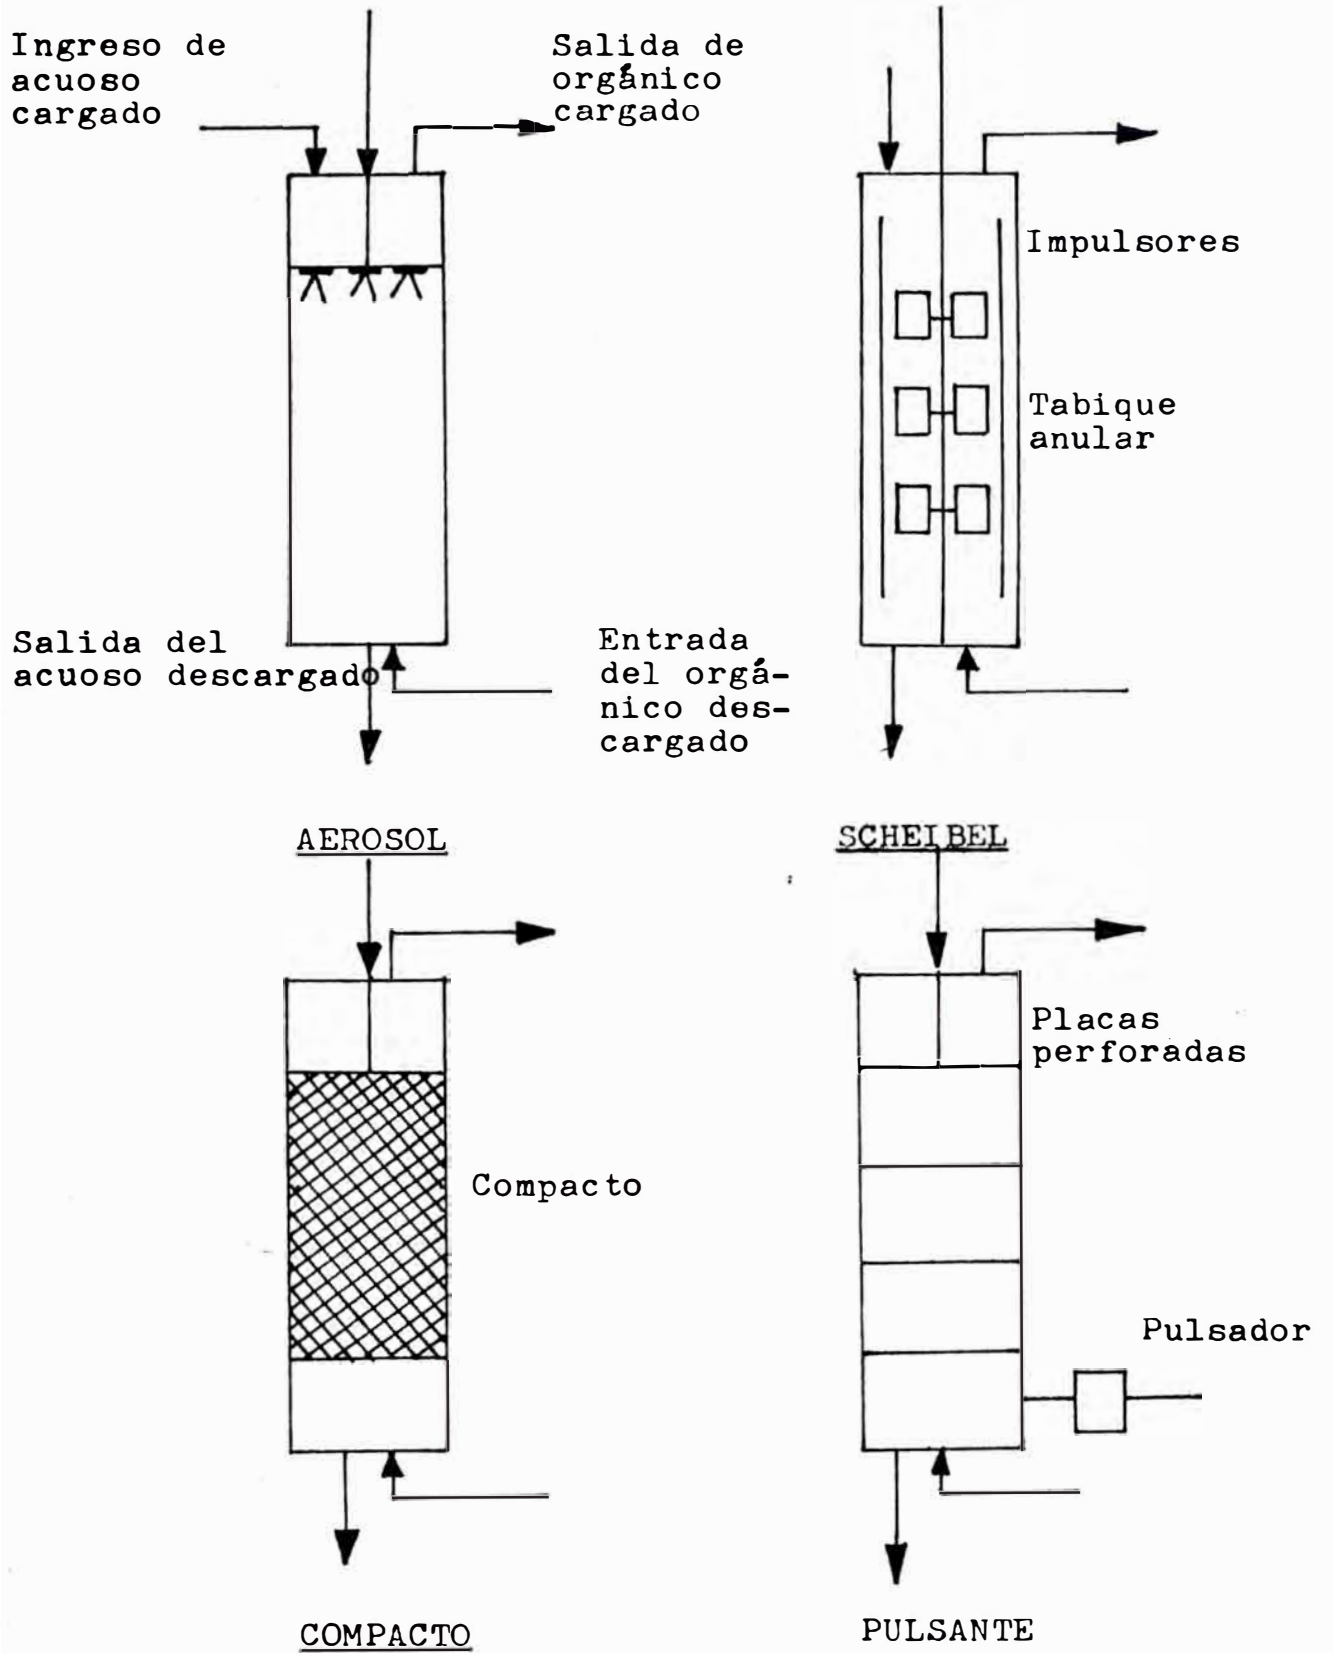 Ingreso de
acuoso
cargado
Salida de
orgánico
cargado
Impulsores
Tabique
anular
Salida del
acuoso descargado
Entrada
del orgá-
nico des-
cargado
AEROSOL
SCHEIBEL
Placas
perforadas
Compacto
Pulsador
COMPACTO
PULSANTE